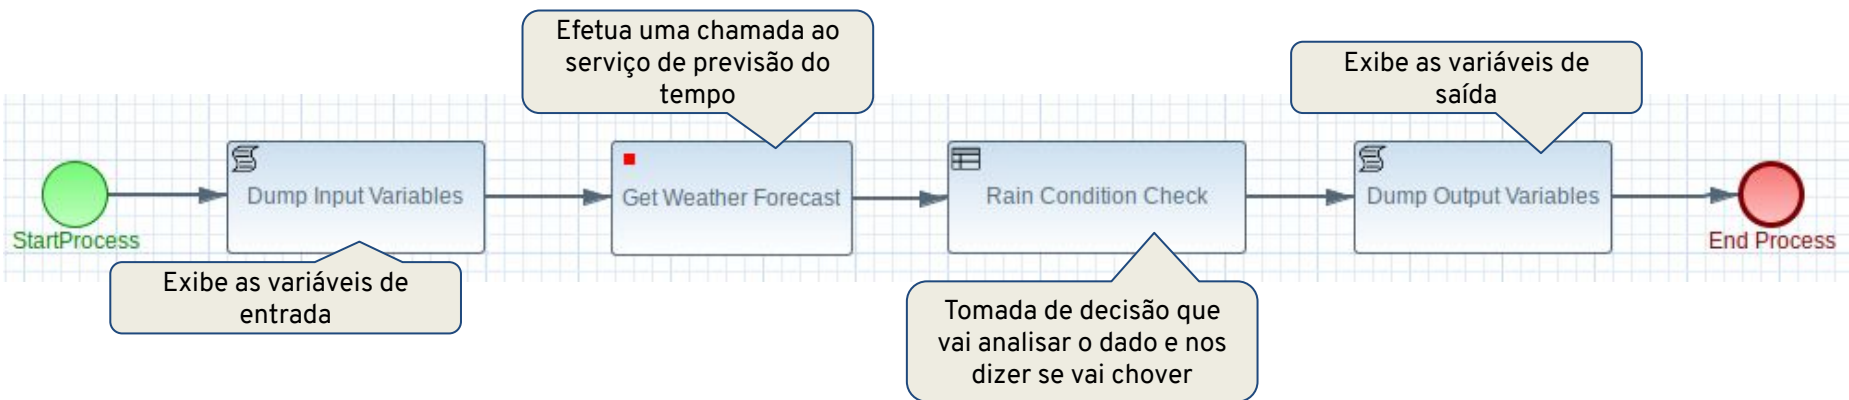 Efetua uma chamada ao
serviço de previsão do
tempo
Exibe as variáveis de
saída
StartProcess
Dump Input Variables
Get Weather Forecast
Rain Condition Check
Dump Output Variables
End Process
Exibe as variáveis de
entrada
Tomada de decisão que
vai analisar o dado e nos
dizer se vai chover